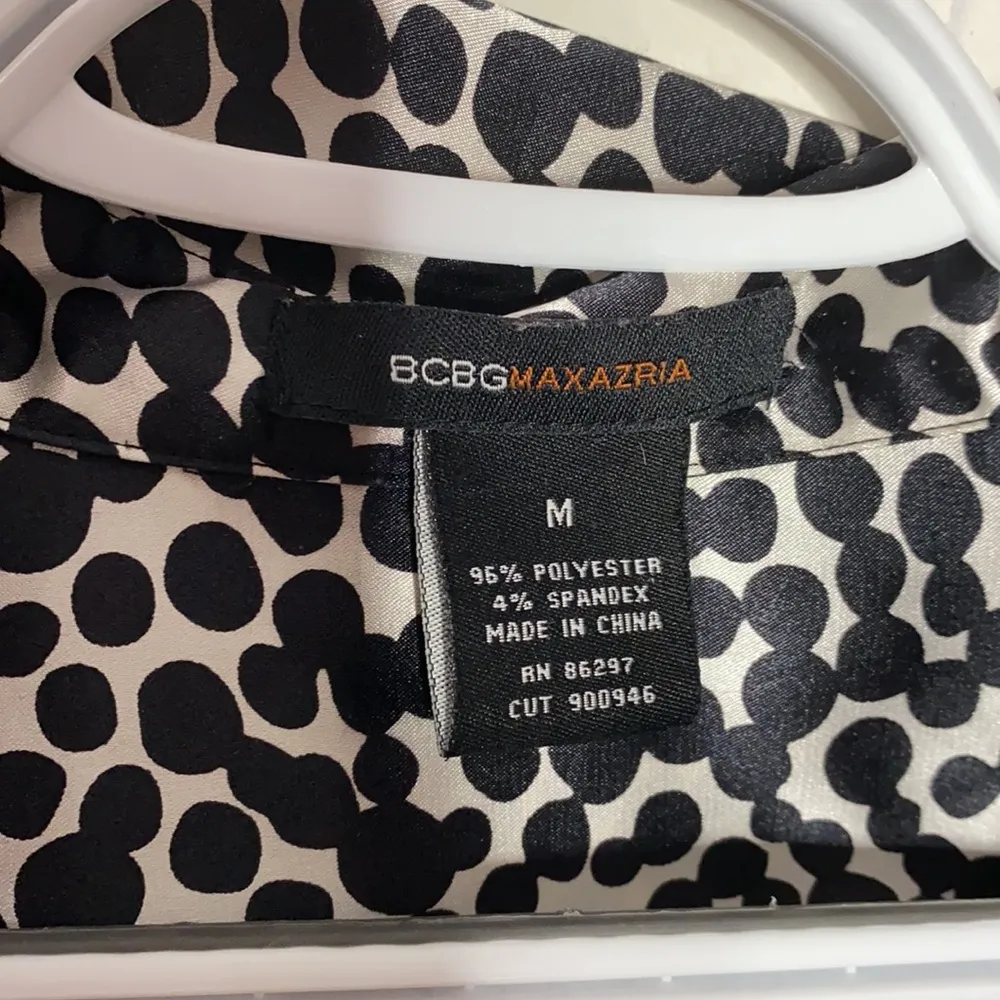 BCBGMAXAZRIA
M
96% POLYESTER
4% SPANDEX
MADE IN CHINA
RN 86297
CUT 900946